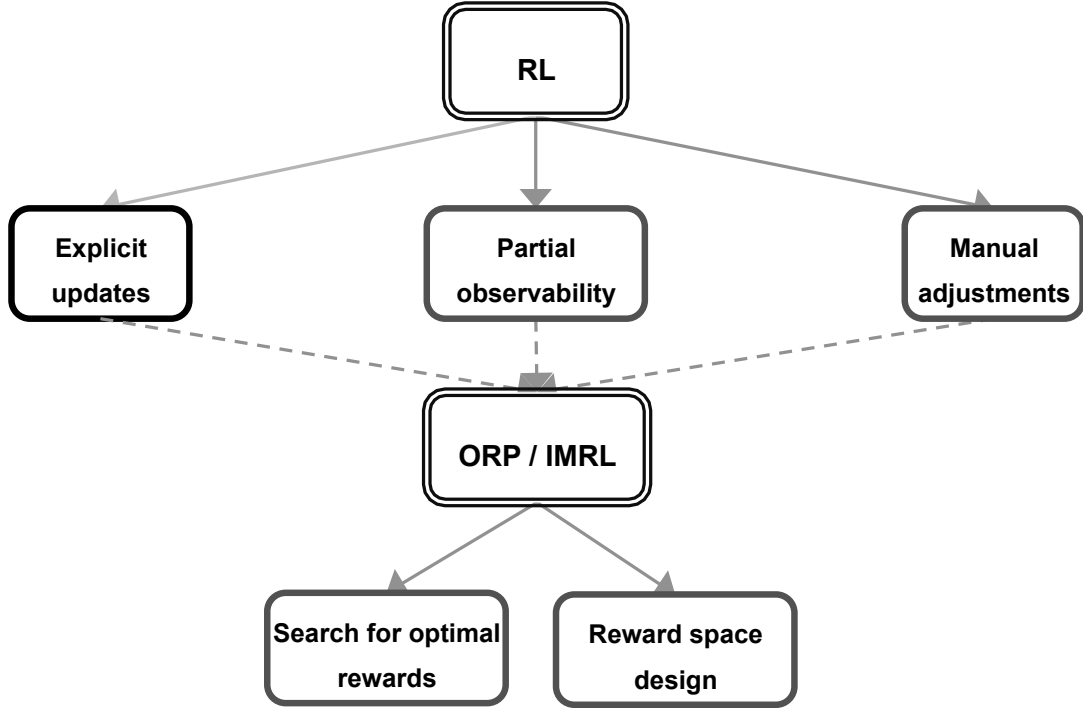 RL
Explicit
updates
Partial
observability
Manual
adjustments
ORP / IMRL
Search for optimal
rewards
Reward space
design